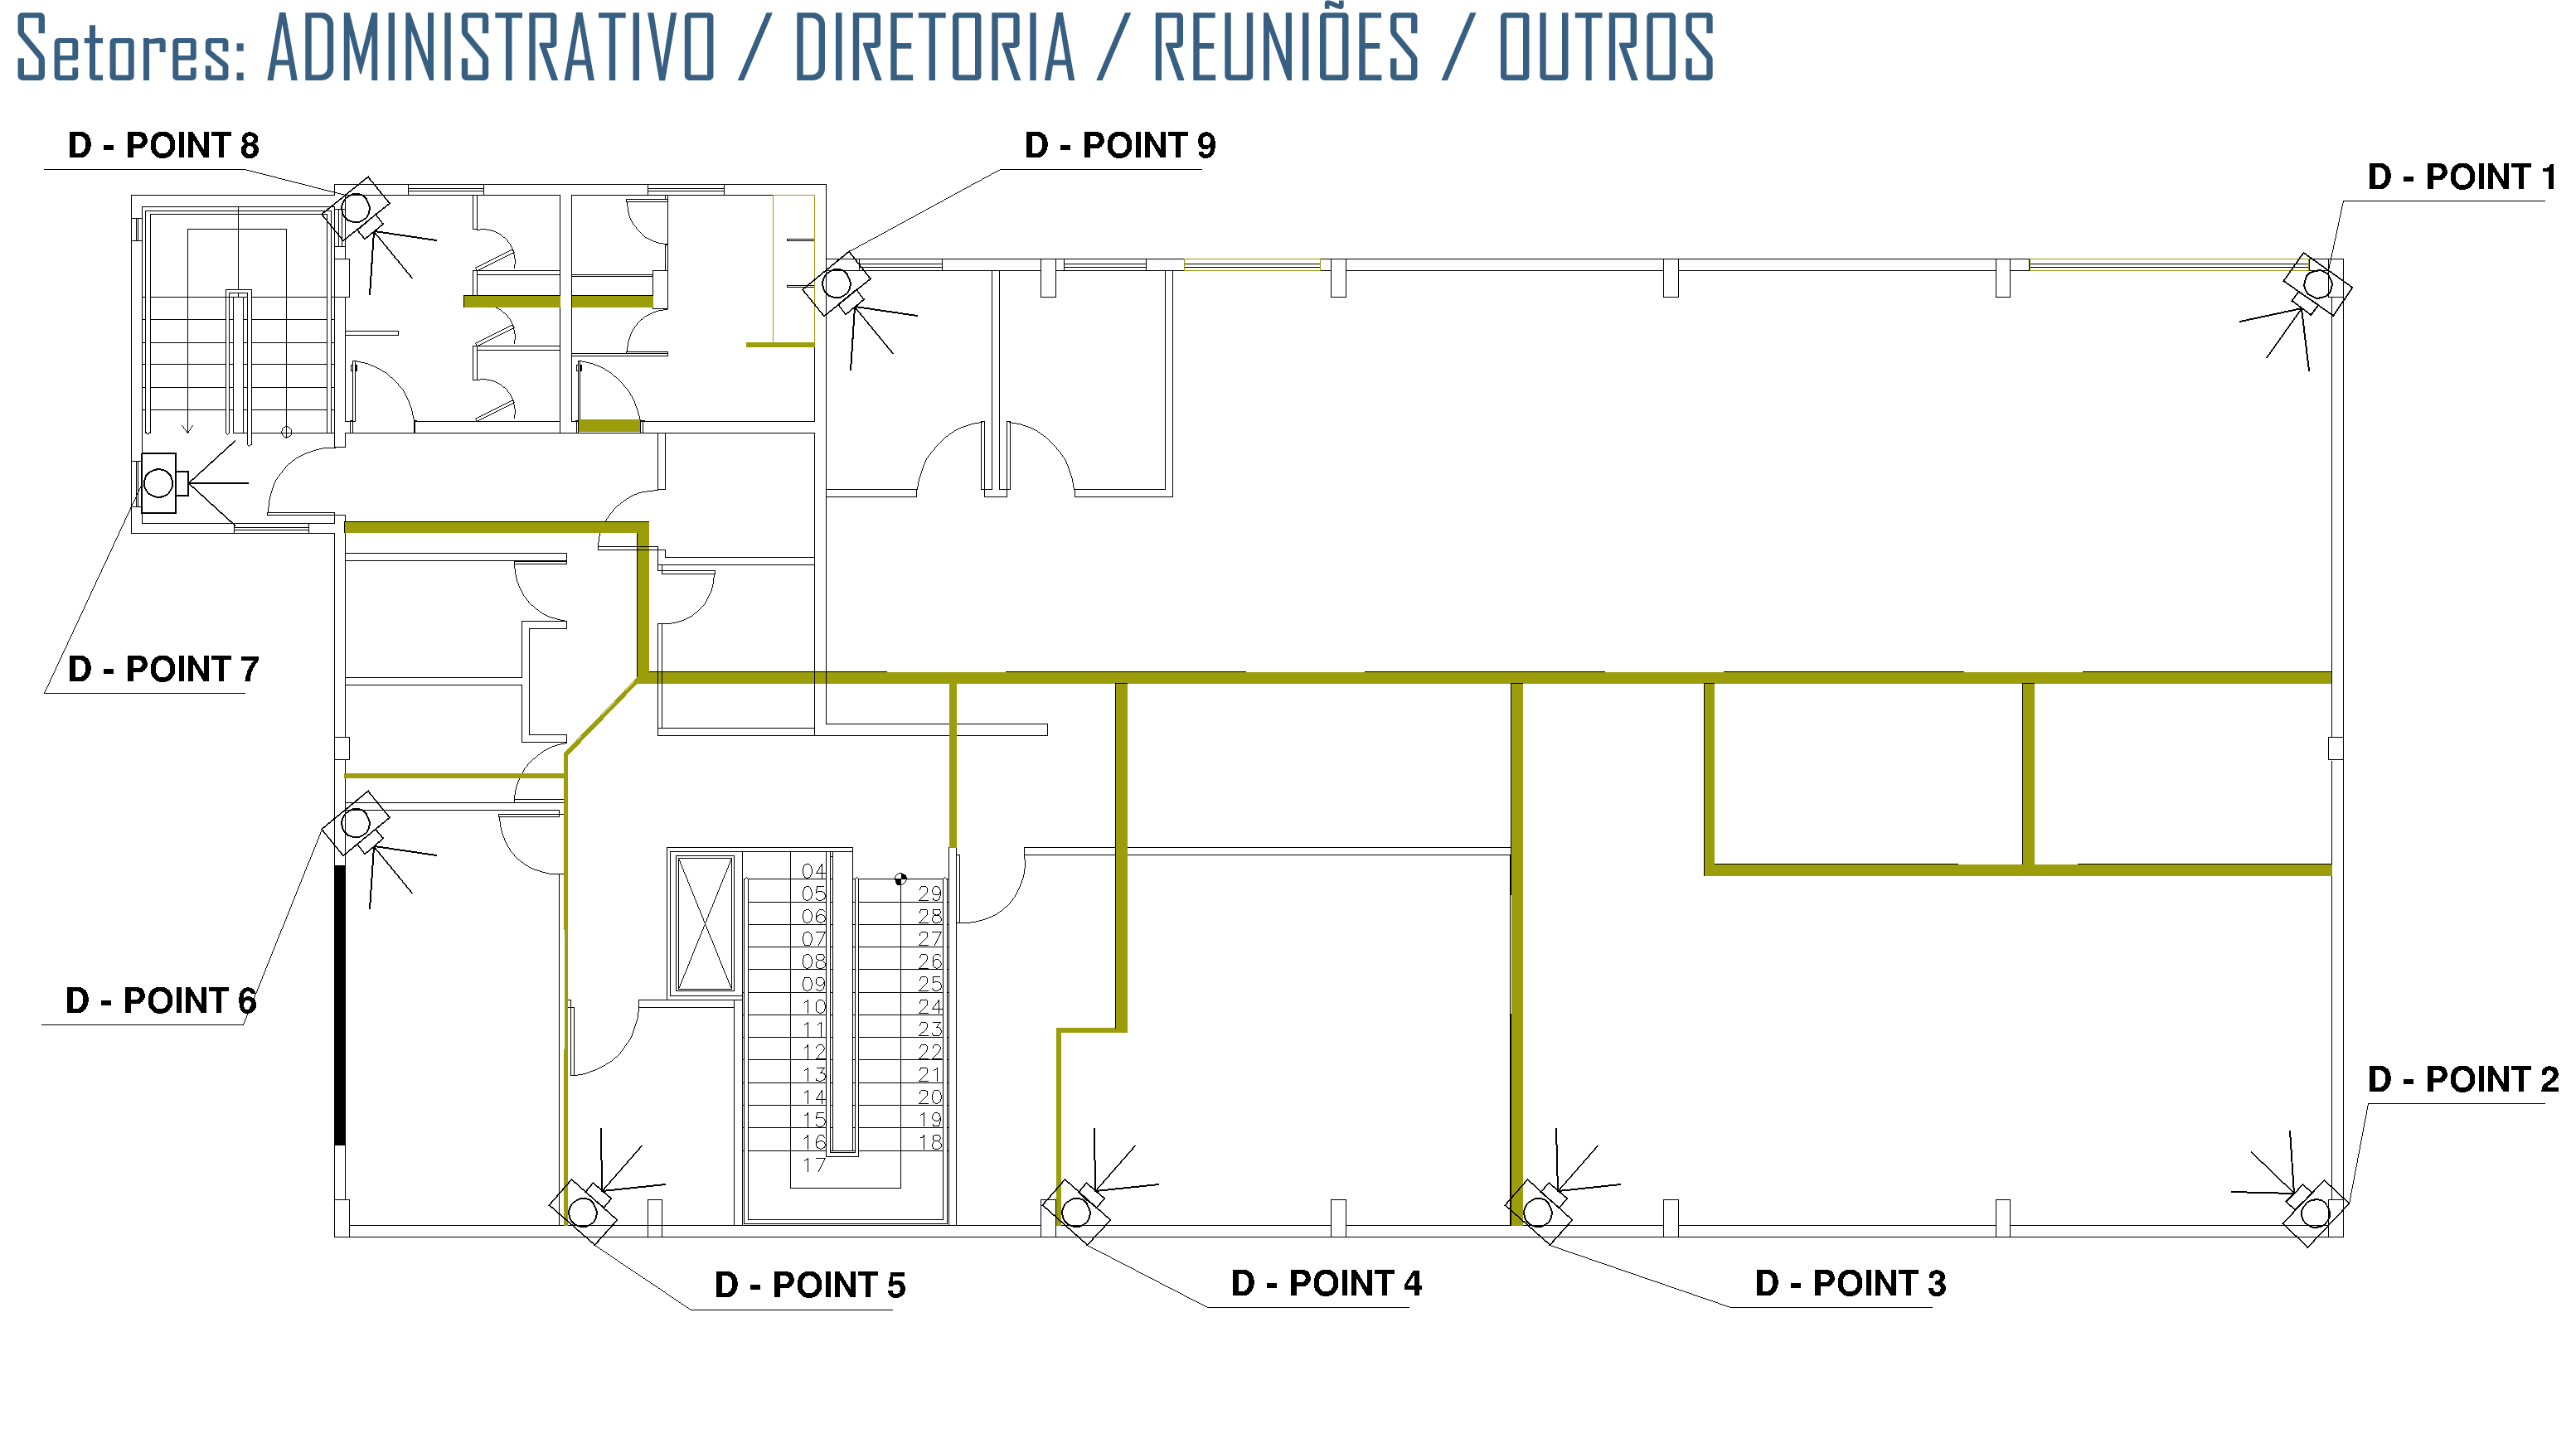 Setores: ADMINISTRATIVO / DIRETORIA / REUNIÕES / OUTROS
D - POINT 8
D - POINT 9
D - POINT 1
D - POINT 7
04
05
29
06
28
07
27
08
26
09
25
10
24
11
23
12
22
13
21
14
20
15
19
16
18
17
D - POINT 6
D - POINT 2
D - POINT 5
D - POINT 4
D - POINT 3